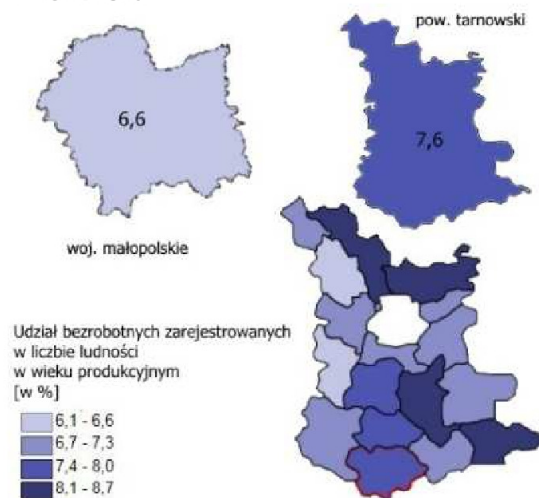 pow. tarnowski
6,6
7,6
woj. małopolskie
Udział bezrobotnych zarejestrowanych
w liczbie ludności
w wieku produkcyjnym
[w %]
6,1 - 6,6
6,7 - 7,3
7,4 - 8,0
8,1 - 8,7